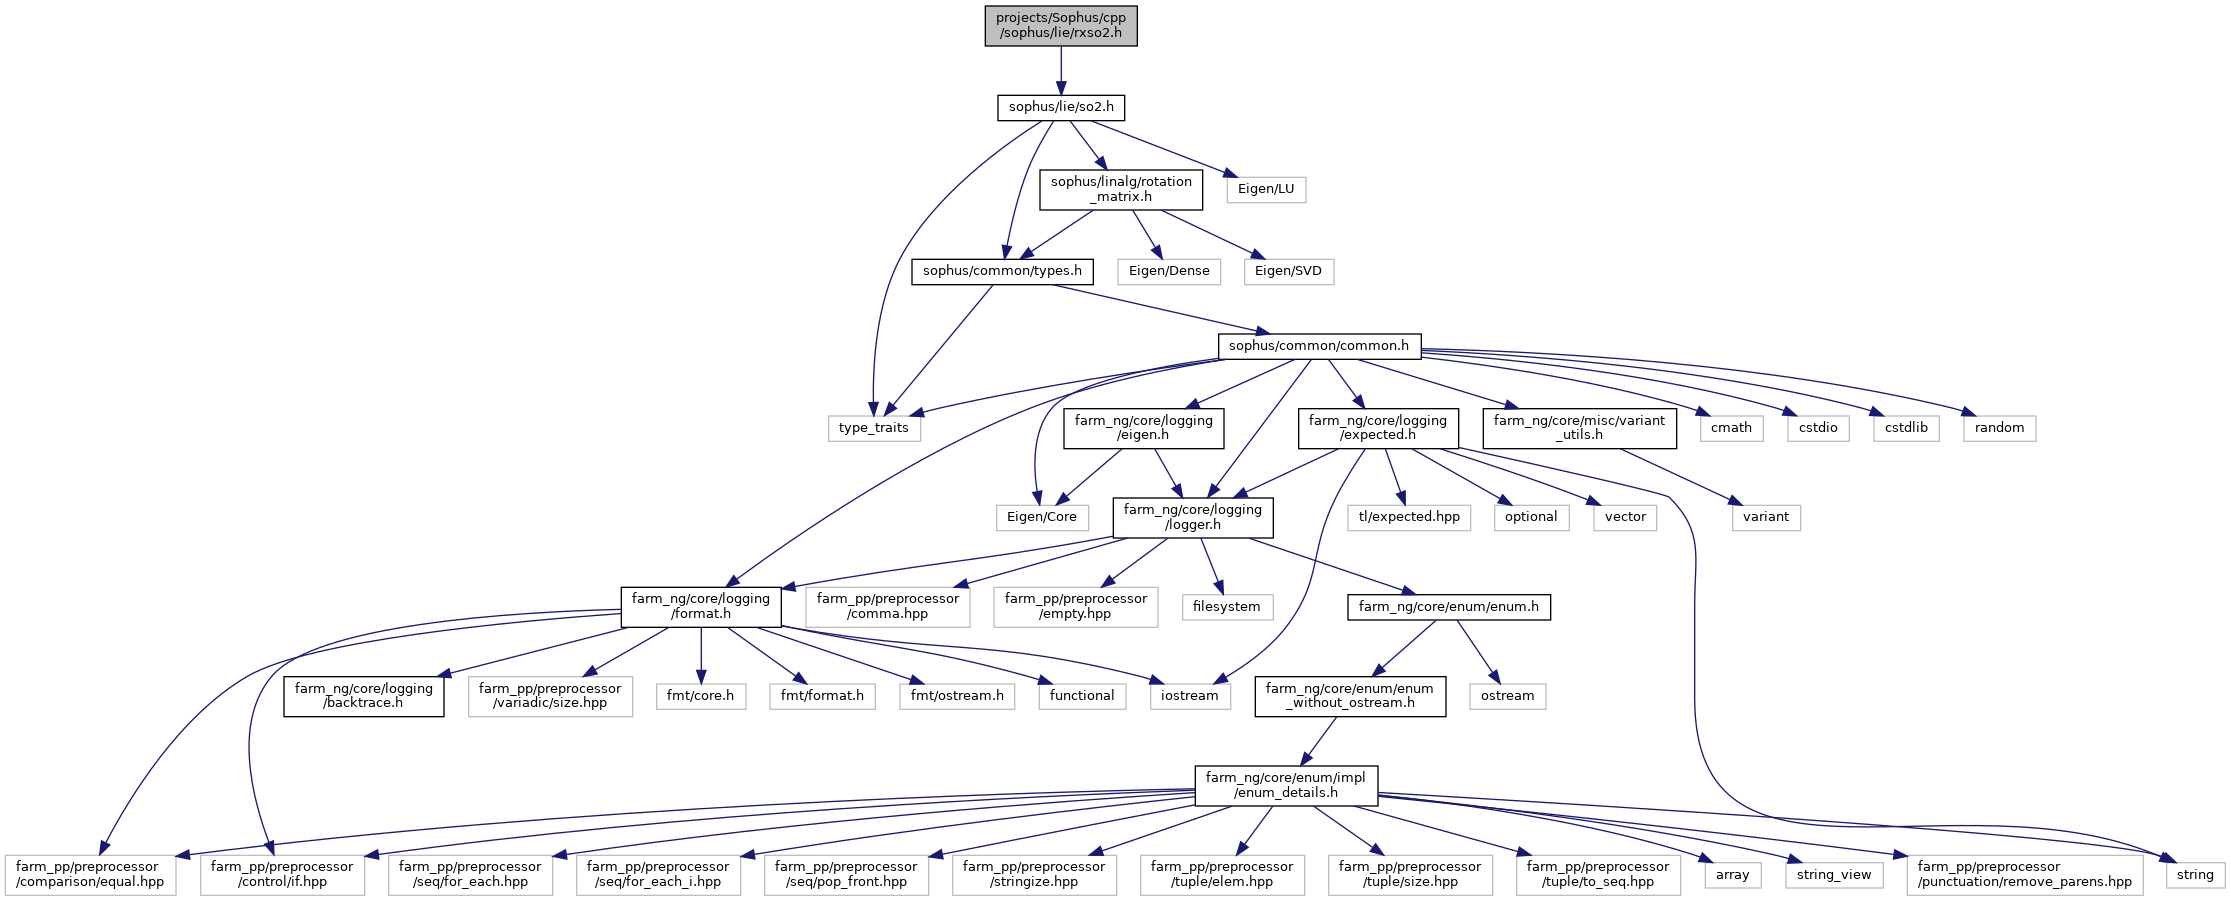 projects/Sophus/cpp
/sophus/lie/rxso2.h
sophus/lie/so2.h
sophus/linalg/rotation
_matrix.h
Eigen/LU
sophus/common/types.h
Eigen/Dense
Eigen/SVD
sophus/common/common.h
type_traits
farm_ng/core/logging
/eigen.h
farm_ng/core/logging
/expected.h
farm_ng/core/misc/variant
_utils.h
cmath
cstdio
cstdlib
random
Eigen/Core
farm_ng/core/logging
/logger.h
tl/expected.hpp
optional
vector
variant
farm_ng/core/logging
/format.h
farm_pp/preprocessor
/comma.hpp
farm_pp/preprocessor
/empty.hpp
filesystem
farm_ng/core/enum/enum.h
farm_ng/core/logging
/backtrace.h
farm_pp/preprocessor
/variadic/size.hpp
fmt/core.h
fmt/format.h
fmt/ostream.h
functional
iostream
farm_ng/core/enum/enum
_without_ostream.h
ostream
farm_ng/core/enum/impl
/enum_details.h
farm_pp/preprocessor
/comparison/equal.hpp
farm_pp/preprocessor
/control/if.hpp
farm_pp/preprocessor
/seq/for_each.hpp
farm_pp/preprocessor
/seq/for_each_i.hpp
farm_pp/preprocessor
/seq/pop_front.hpp
farm_pp/preprocessor
/stringize.hpp
farm_pp/preprocessor
/tuple/elem.hpp
farm_pp/preprocessor
/tuple/size.hpp
farm_pp/preprocessor
/tuple/to_seq.hpp
array
string_view
farm_pp/preprocessor
/punctuation/remove_parens.hpp
string